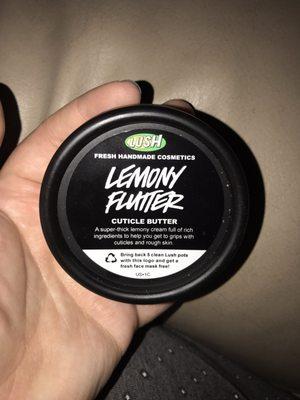 LUSH
FRESH HANDMADE COSMETICS
LEMONY
FLUTTER
CUTICLE BUTTER
A super-thick lemony cream full of rich
ingredients to help you get to grips with
cuticles and rough skin.
Bring back 5 clean Lush pots
with this logo and get a
fresh face mask free!
US•1C